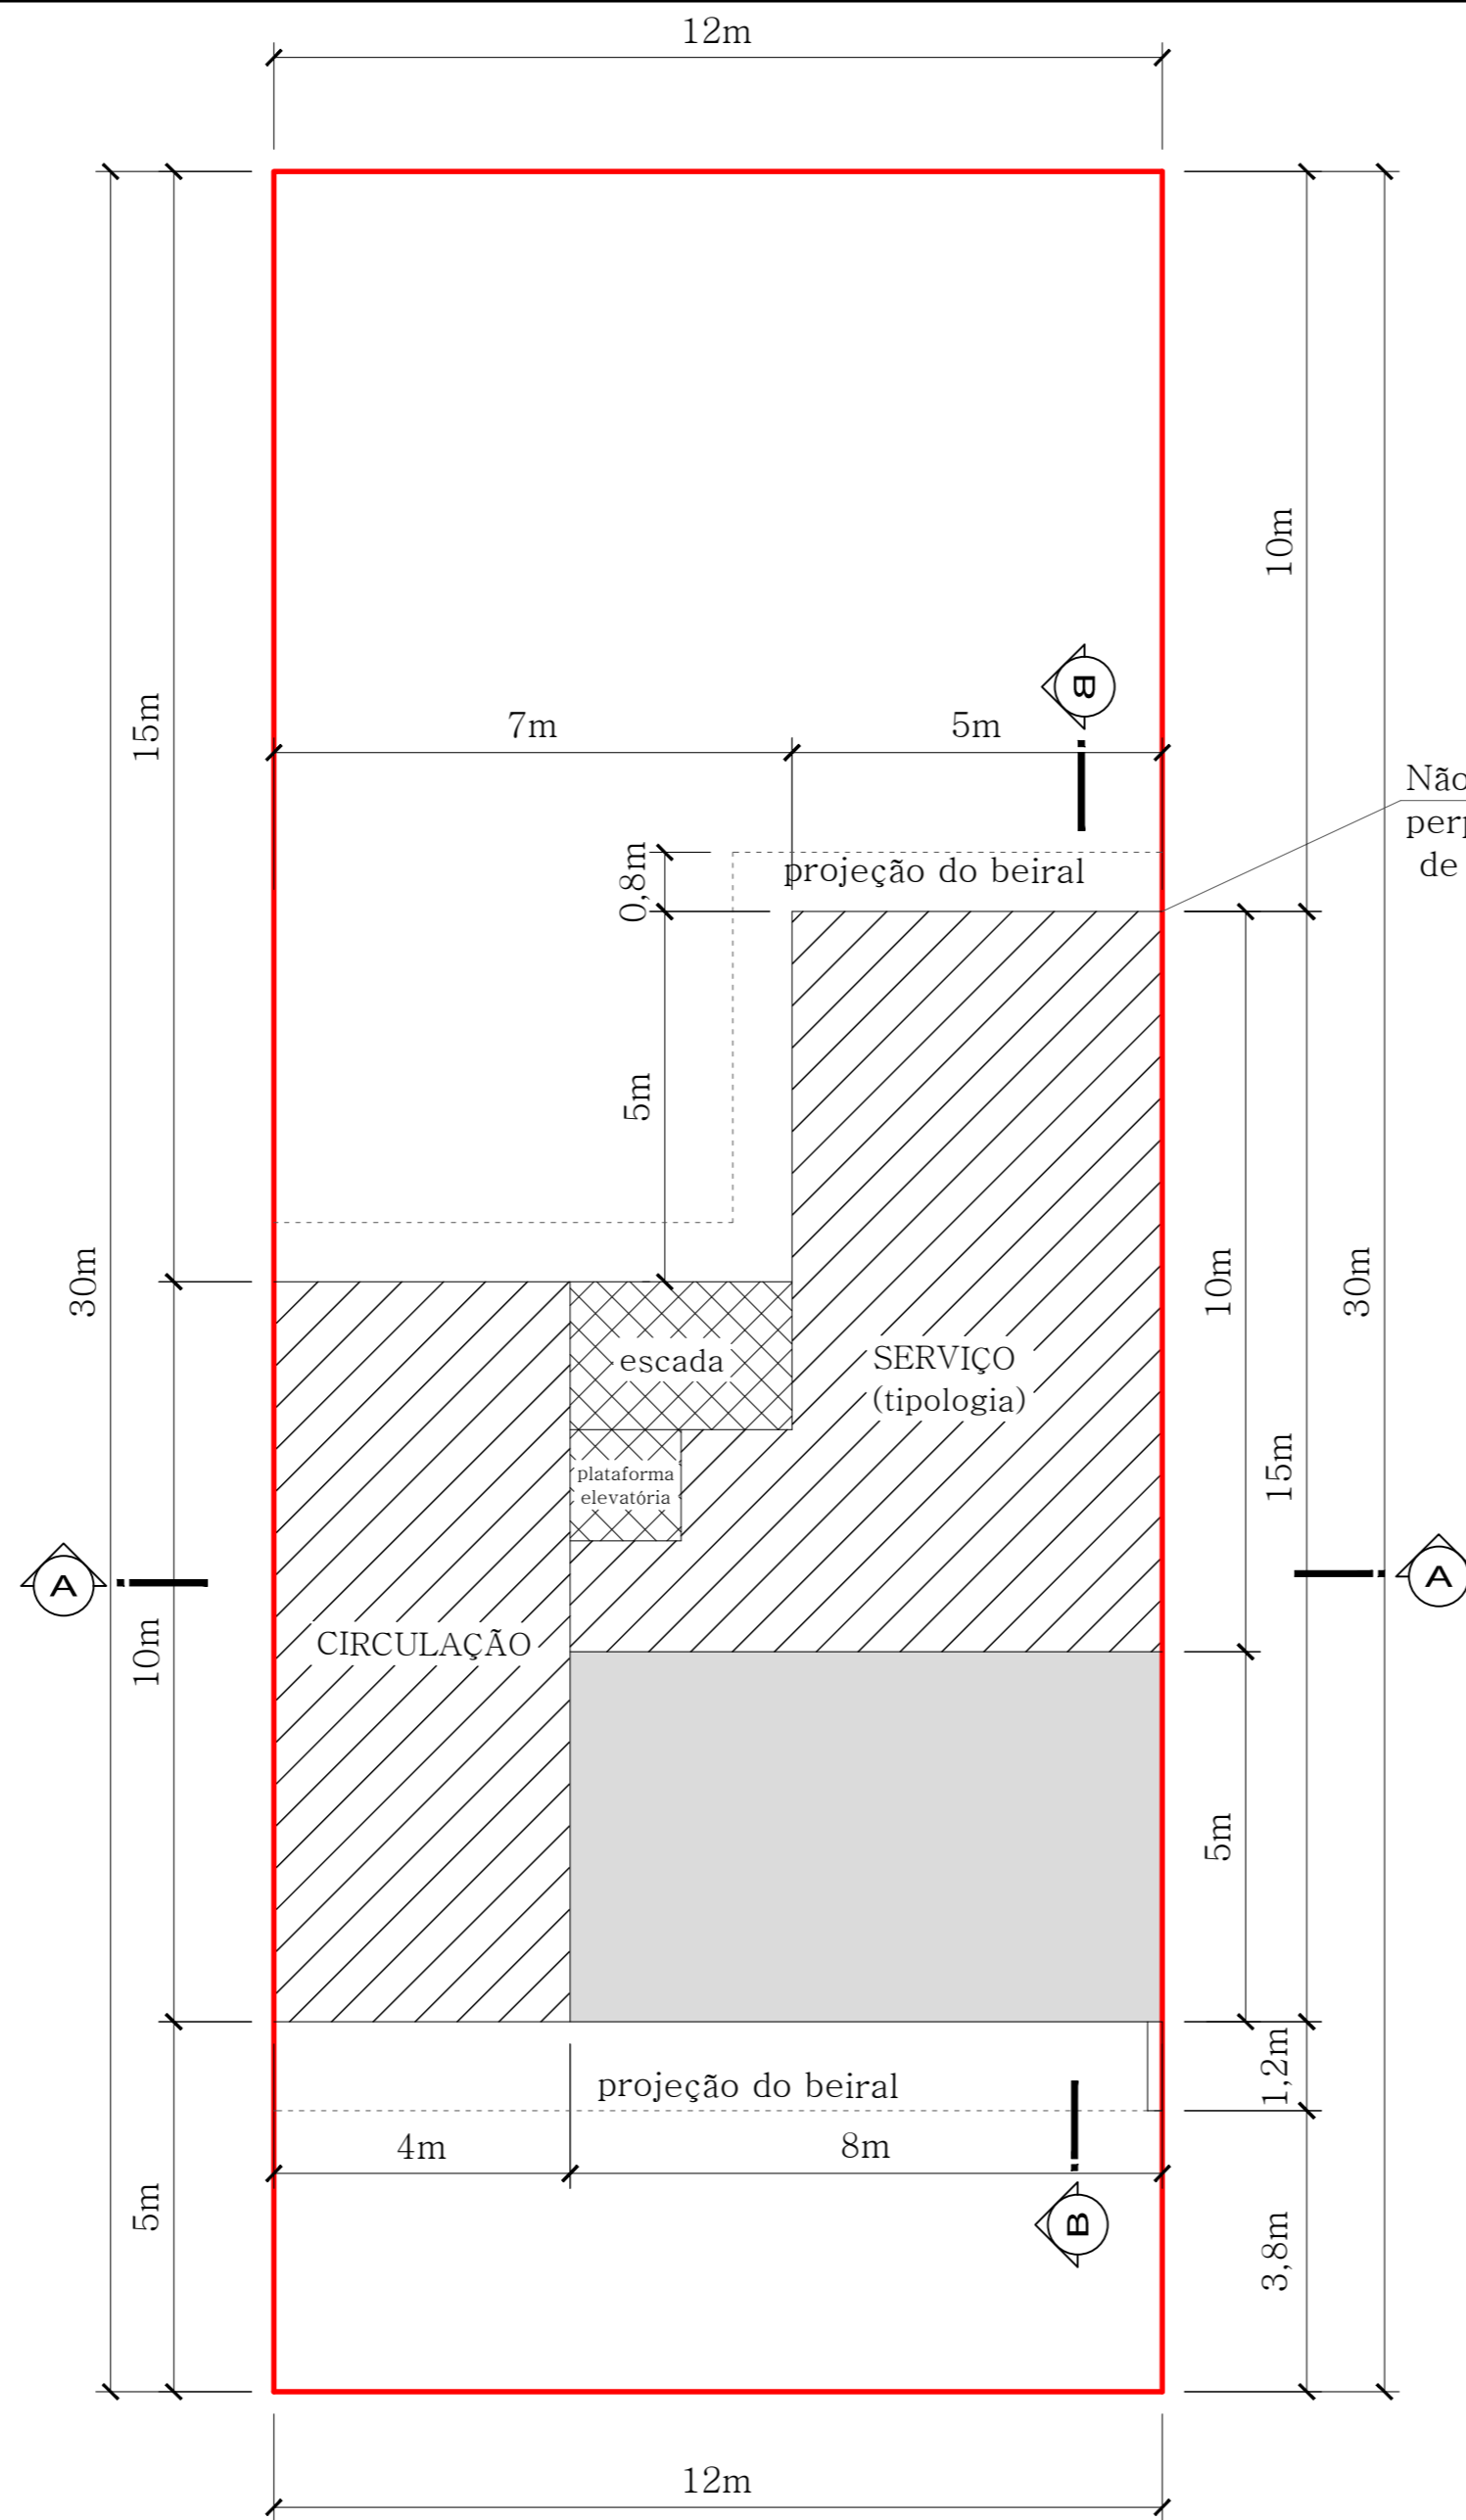 12m
10m
15m
B
7m
5m
Não
projeção do beiral
0,8m
de
5m
30m
10m
30m
escada
SERVIÇO
(tipologia)
15m
plataforma
elevatória
A
A
CIRCULAÇÃO
10m
5m
1,2m
projeção do beiral
4m
8m
5m
B
3,8m
12m